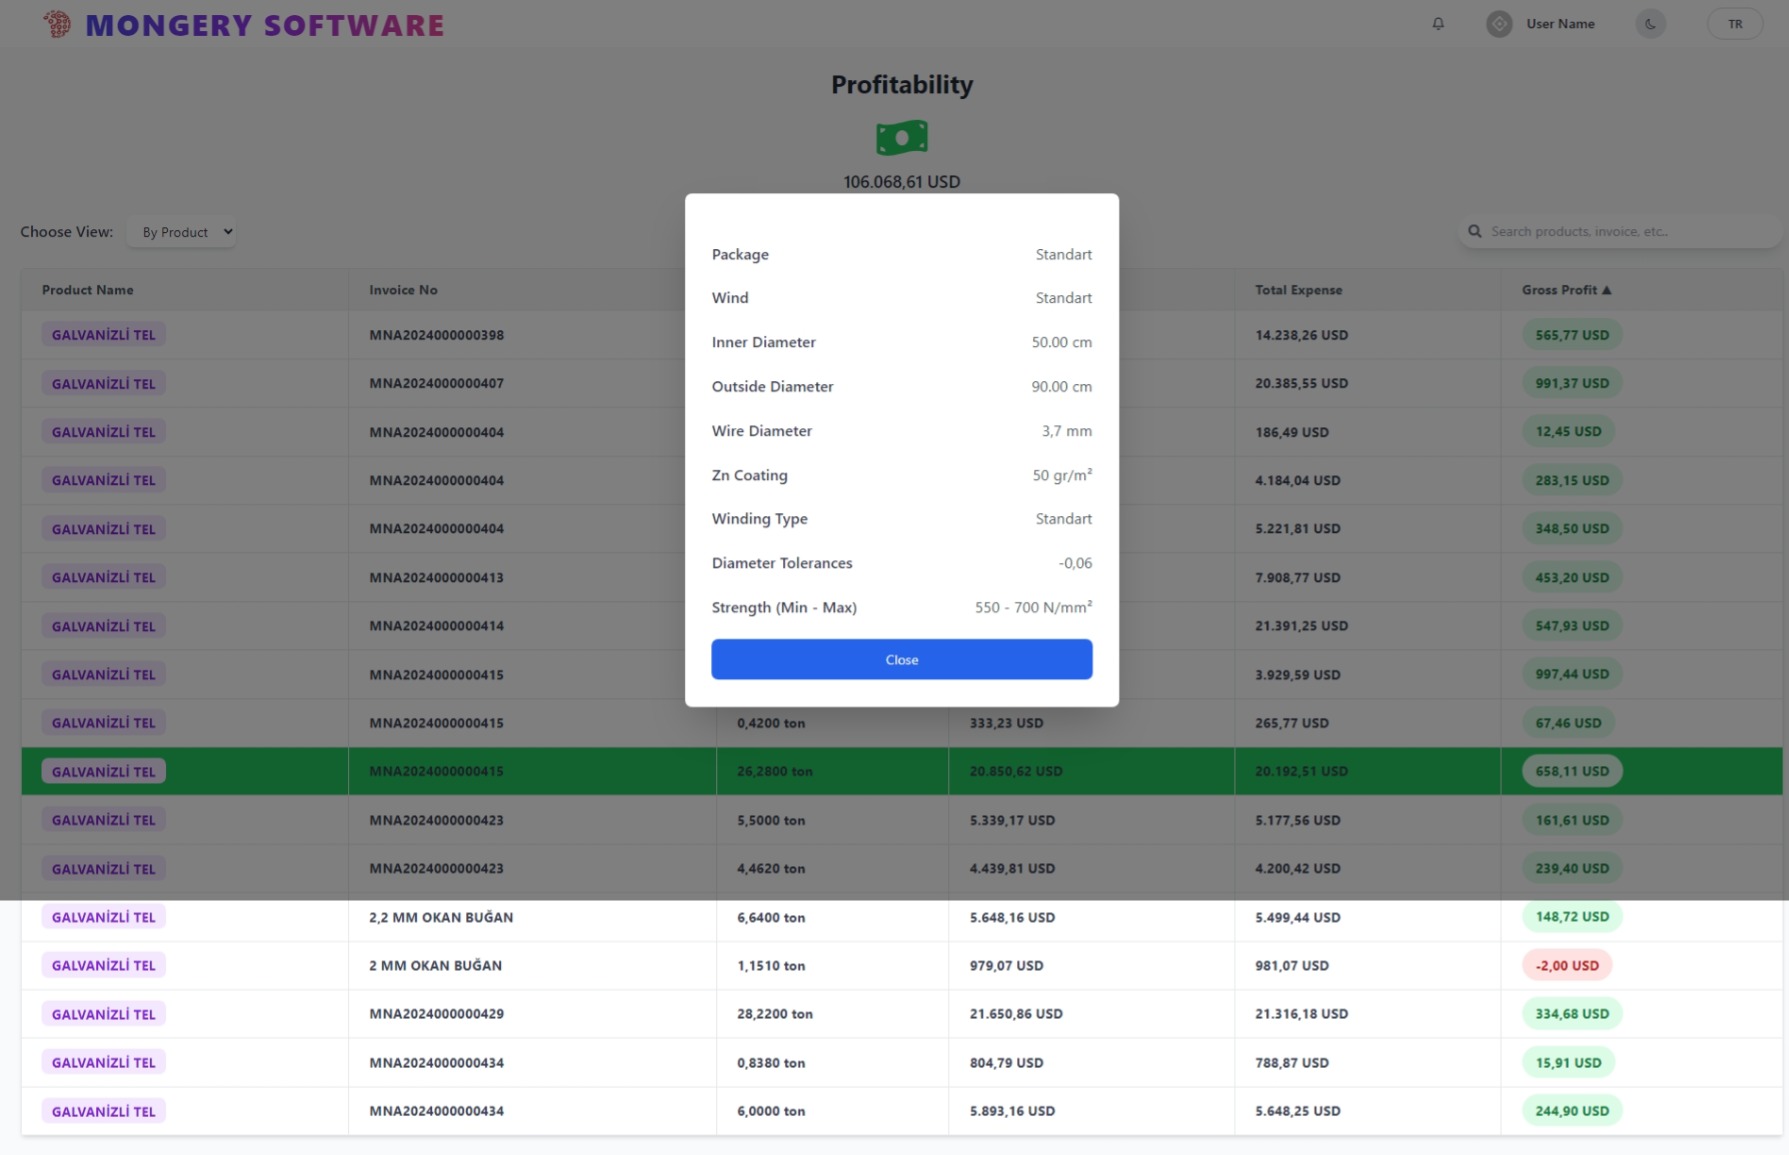 MONGERY SOFTWARE
User Name
TR
Profitability
106.068,61 USD
Choose View: By Product
Search products, invoice, etc..
Product Name Invoice No Total Expense Gross Profit ▲
GALVANİZLİ TEL MNA2024000000398 14.238,26 USD 565,77 USD
GALVANİZLİ TEL MNA2024000000407 20.385,55 USD 991,37 USD
GALVANİZLİ TEL MNA2024000000404 186,49 USD 12,45 USD
GALVANİZLİ TEL MNA2024000000404 4.184,04 USD 283,15 USD
GALVANİZLİ TEL MNA2024000000404 5.221,81 USD 348,50 USD
GALVANİZLİ TEL MNA2024000000413 7.908,77 USD 453,20 USD
GALVANİZLİ TEL MNA2024000000414 21.391,25 USD 547,93 USD
GALVANİZLİ TEL MNA2024000000415 3.929,59 USD 997,44 USD
GALVANİZLİ TEL MNA2024000000415 0,4200 ton 333,23 USD 265,77 USD 67,46 USD
GALVANİZLİ TEL MNA2024000000415 26,2800 ton 20.850,62 USD 20.192,51 USD 658,11 USD
GALVANİZLİ TEL MNA2024000000423 5,5000 ton 5.339,17 USD 5.177,56 USD 161,61 USD
GALVANİZLİ TEL MNA2024000000423 4,4620 ton 4.439,81 USD 4.200,42 USD 239,40 USD
GALVANİZLİ TEL 2,2 MM OKAN BUĞAN 6,6400 ton 5.648,16 USD 5.499,44 USD 148,72 USD
GALVANİZLİ TEL 2 MM OKAN BUĞAN 1,1510 ton 979,07 USD 981,07 USD -2,00 USD
GALVANİZLİ TEL MNA2024000000429 28,2200 ton 21.650,86 USD 21.316,18 USD 334,68 USD
GALVANİZLİ TEL MNA2024000000434 0,8380 ton 804,79 USD 788,87 USD 15,91 USD
GALVANİZLİ TEL MNA2024000000434 6,0000 ton 5.893,16 USD 5.648,25 USD 244,90 USD
Package Standart
Wind Standart
Inner Diameter 50.00 cm
Outside Diameter 90.00 cm
Wire Diameter 3,7 mm
Zn Coating 50 gr/m²
Winding Type Standart
Diameter Tolerances -0,06
Strength (Min - Max) 550 - 700 N/mm²
Close